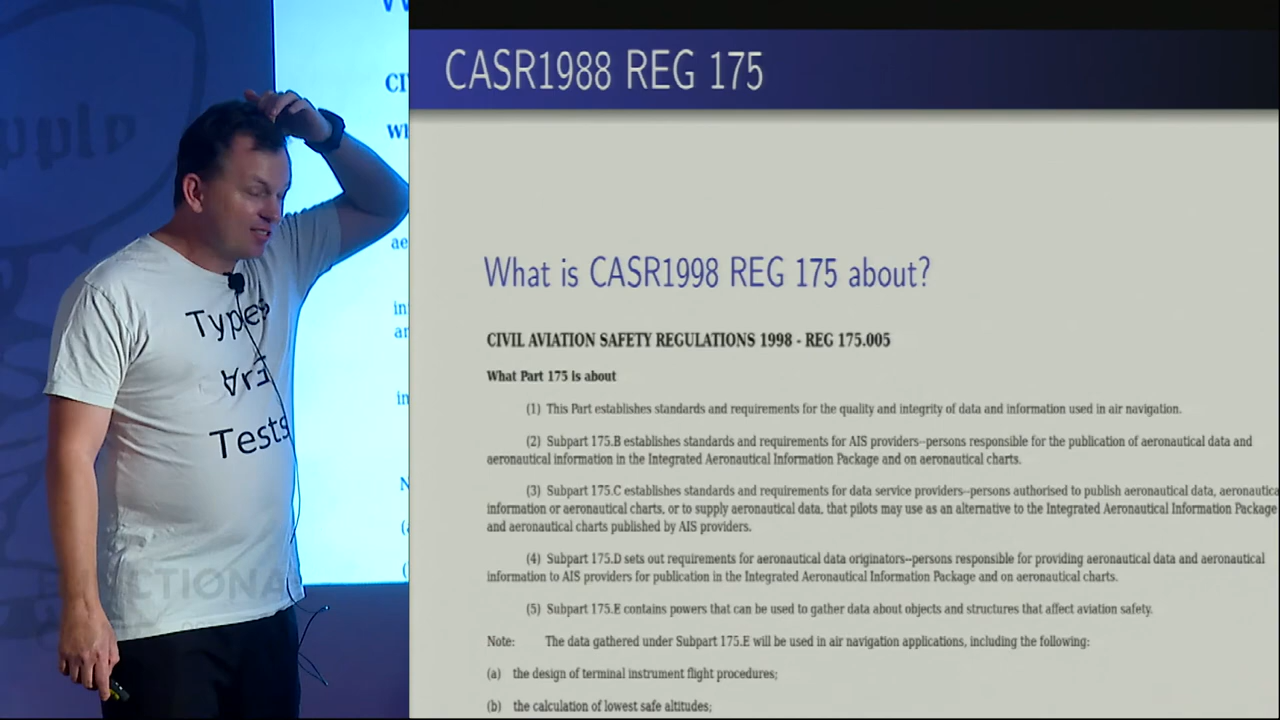 CASR1988 REG 175
What is CASR1998 REG 175 about?
CIVIL AVIATION SAFETY REGULATIONS 1998 - REG 175.005
What Part 175 is about
(1) This Part establishes standards and requirements for the quality and integrity of data and information used in air navigation.
(2) Subpart 175.B establishes standards and requirements for AIS providers--persons responsible for the publication of aeronautical data and
aeronautical information in the Integrated Aeronautical Information Package and on aeronautical charts.
(3) Subpart 175.C establishes standards and requirements for data service providers--persons authorised to publish aeronautical data, aeronautica
information or aeronautical charts, or to supply aeronautical data, that pilots may use as an alternative to the Integrated Aeronautical Information Package
and aeronautical charts published by AIS providers.
(4) Subpart 175.D sets out requirements for aeronautical data originators--persons responsible for providing aeronautical data and aeronautical
information to AIS providers for publication in the Integrated Aeronautical Information Package and on aeronautical charts.
(5) Subpart 175.E contains powers that can be used to gather data about objects and structures that affect aviation safety.
Note: The data gathered under Subpart 175.E will be used in air navigation applications, including the following:
(a) the design of terminal instrument flight procedures;
(b) the calculation of lowest safe altitudes;
Types
∀rƎ
Tests
FUNCTIONA